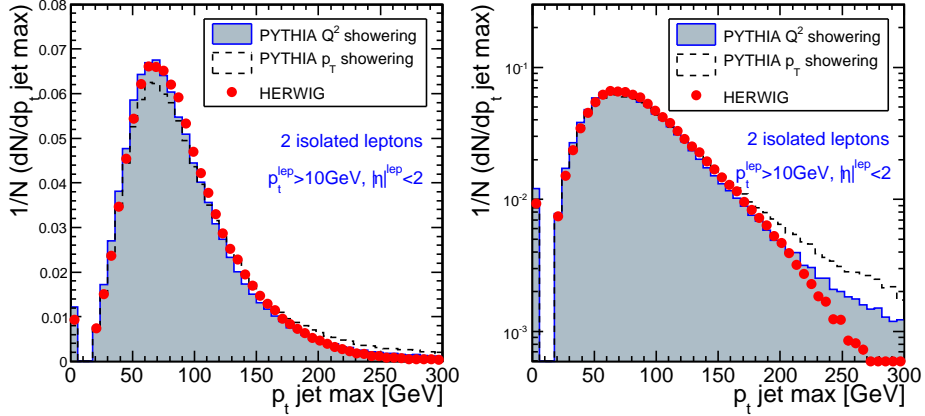 1/N (dN/dp_t jet max)
0.08
0.07
0.06
0.05
0.04
0.03
0.02
0.01
0
PYTHIA Q² showering
PYTHIA p_T showering
HERWIG
2 isolated leptons
p_t^lep>10GeV, |η|^lep<2
0 50 100 150 200 250 300
p_t jet max [GeV]
1/N (dN/dp_t jet max)
10⁻¹
10⁻²
10⁻³
PYTHIA Q² showering
PYTHIA p_T showering
HERWIG
2 isolated leptons
p_t^lep>10GeV, |η|^lep<2
0 50 100 150 200 250 300
p_t jet max [GeV]